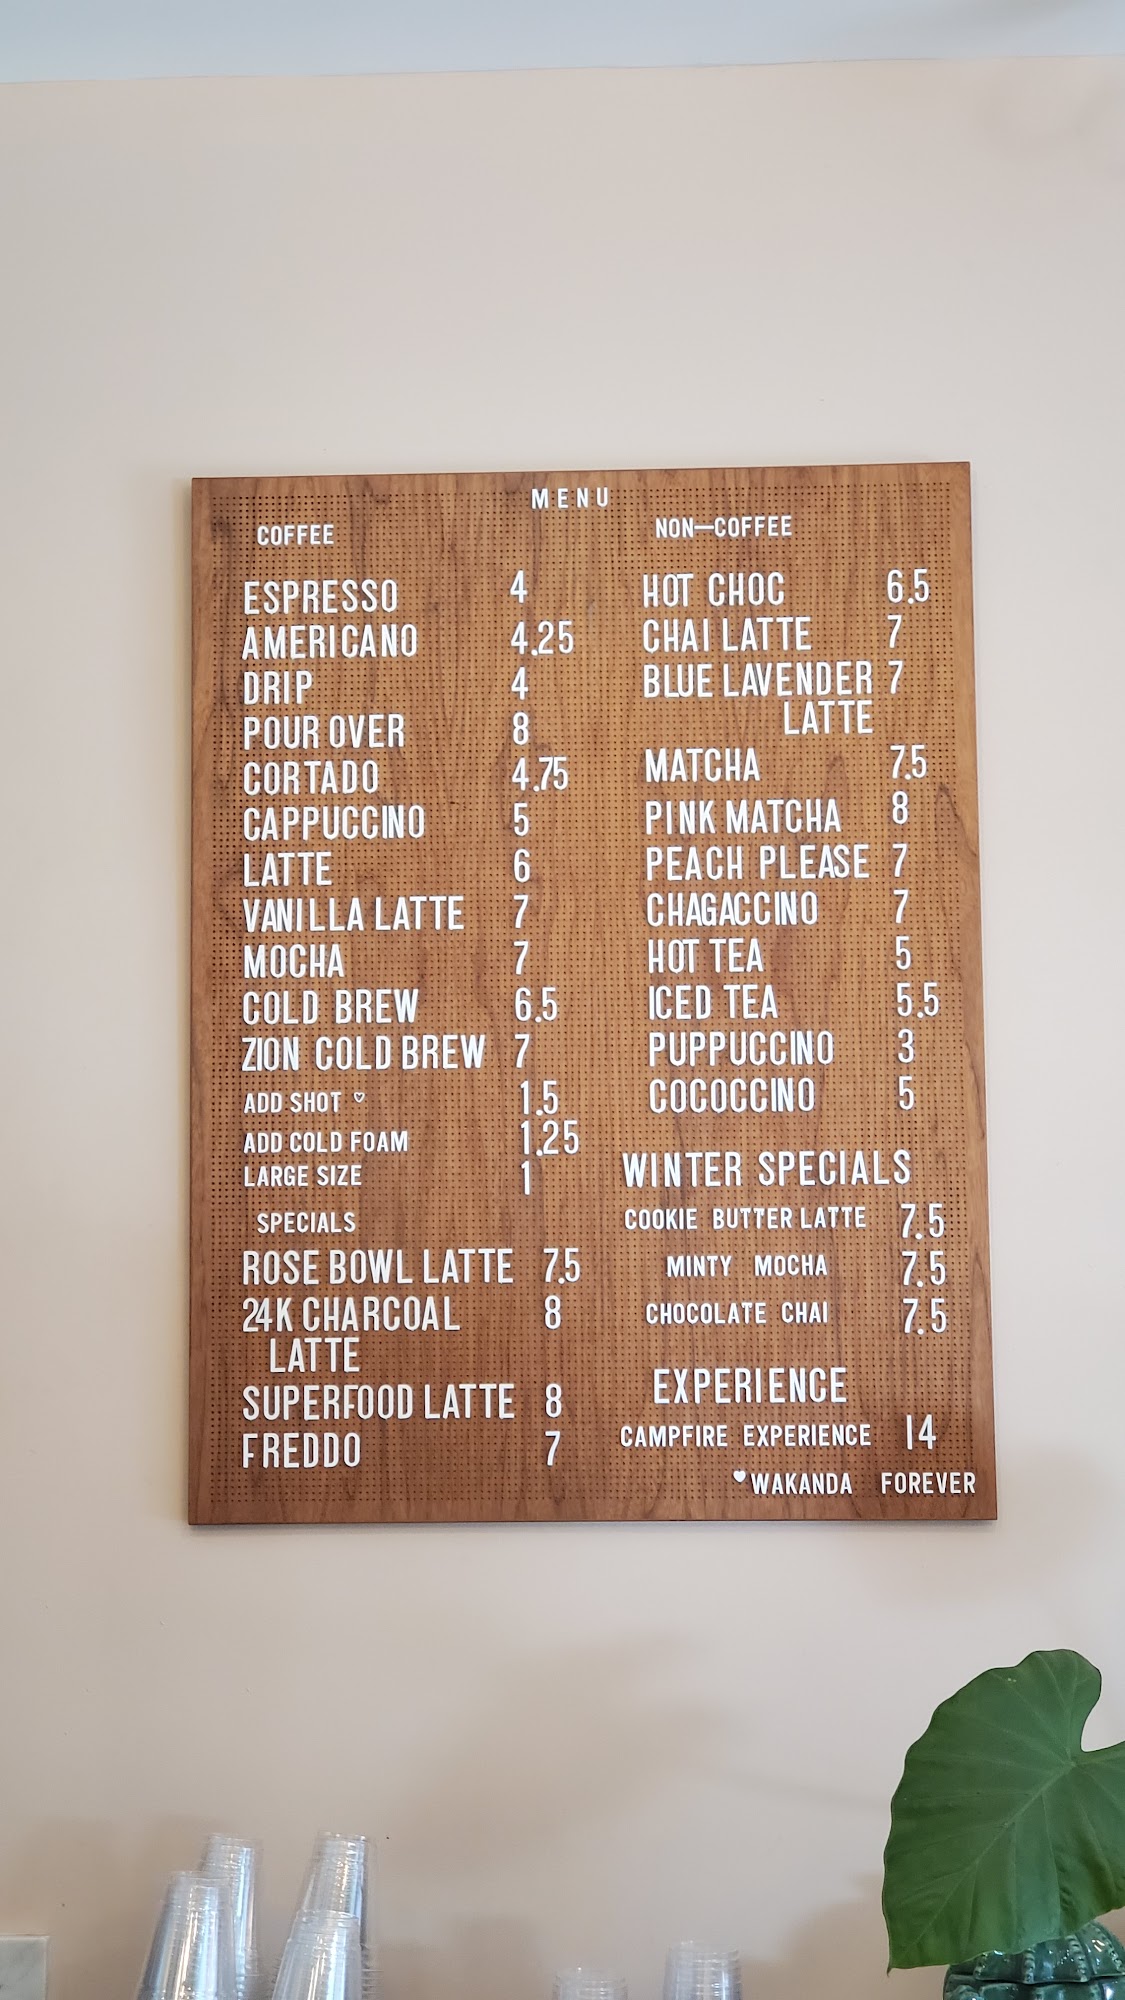 MENU
COFFEE
ESPRESSO 4
AMERICANO 4.25
DRIP 4
POUR OVER 8
CORTADO 4.75
CAPPUCCINO 5
LATTE 6
VANILLA LATTE 7
MOCHA 7
COLD BREW 6.5
ZION COLD BREW 7
ADD SHOT ♡ 1.5
ADD COLD FOAM 1.25
LARGE SIZE 1
SPECIALS
ROSE BOWL LATTE 7.5
24K CHARCOAL 8
LATTE
SUPERFOOD LATTE 8
FREDDO 7
NON—COFFEE
HOT CHOC 6.5
CHAI LATTE 7
BLUE LAVENDER 7
LATTE
MATCHA 7.5
PINK MATCHA 8
PEACH PLEASE 7
CHAGACCINO 7
HOT TEA 5
ICED TEA 5.5
PUPPUCCINO 3
COCOCCINO 5
WINTER SPECIALS
COOKIE BUTTER LATTE 7.5
MINTY MOCHA 7.5
CHOCOLATE CHAI 7.5
EXPERIENCE
CAMPFIRE EXPERIENCE 14
♥WAKANDA FOREVER